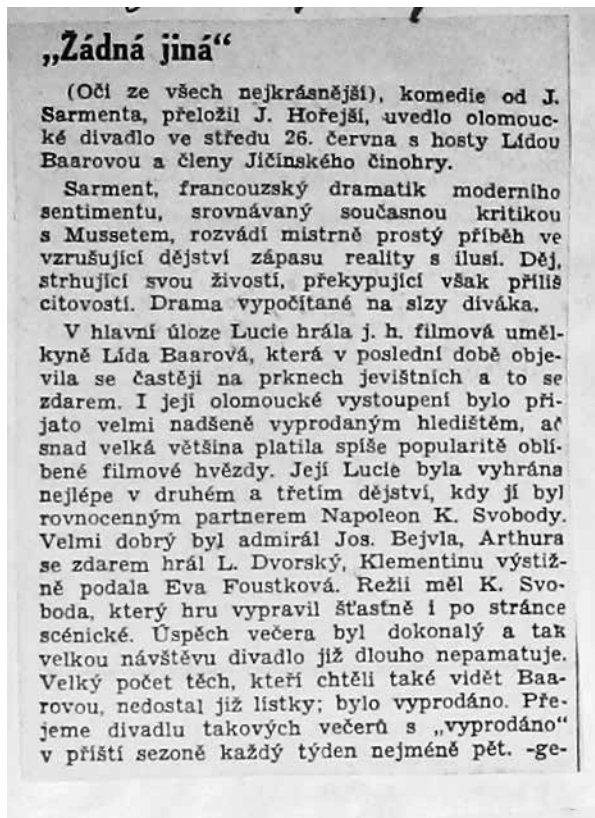 „Žádná jiná“
(Oči ze všech nejkrásnější), komedie od J.
Sarmenta, přeložil J. Hořejší, uvedlo olomouc-
ké divadlo ve středu 26. června s hosty Lídou
Baarovou a členy Jičínského činohry.
Sarment, francouzský dramatik moderního
sentimentu, srovnávaný současnou kritikou
s Mussetem, rozvádí mistrně prostý příběh ve
vzrušující dějství zápasu reality s ilusí. Děj,
strhující svou živostí, překypující však příliš
citovostí. Drama vypočítané na slzy diváka.
V hlavní úloze Lucie hrála j. h. filmová uměl-
kyně Lída Baarová, která v poslední době obje-
vila se častěji na prknech jevištních a to se
zdarem. I její olomoucké vystoupení bylo při-
jato velmi nadšeně vyprodaným hledištěm, ač
snad velká většina platila spíše popularitě oblí-
bené filmové hvězdy. Její Lucie byla vyhrána
nejlépe v druhém a třetím dějství, kdy jí byl
rovnocenným partnerem Napoleon K. Svobody.
Velmi dobrý byl admirál Jos. Bejvla, Arthura
se zdarem hrál L. Dvorský, Klementinu výstiž-
ně podala Eva Foustková. Režii měl K. Svo-
boda, který hru vypravil šťastně i po stránce
scénické. Úspěch večera byl dokonalý a tak
velkou návštěvu divadlo již dlouho nepamatuje.
Velký počet těch, kteří chtěli také vidět Baa-
rovou, nedostal již lístky; bylo vyprodáno. Pře-
jeme divadlu takových večerů s „vyprodáno“
v příští sezoně každý týden nejméně pět. -ge-